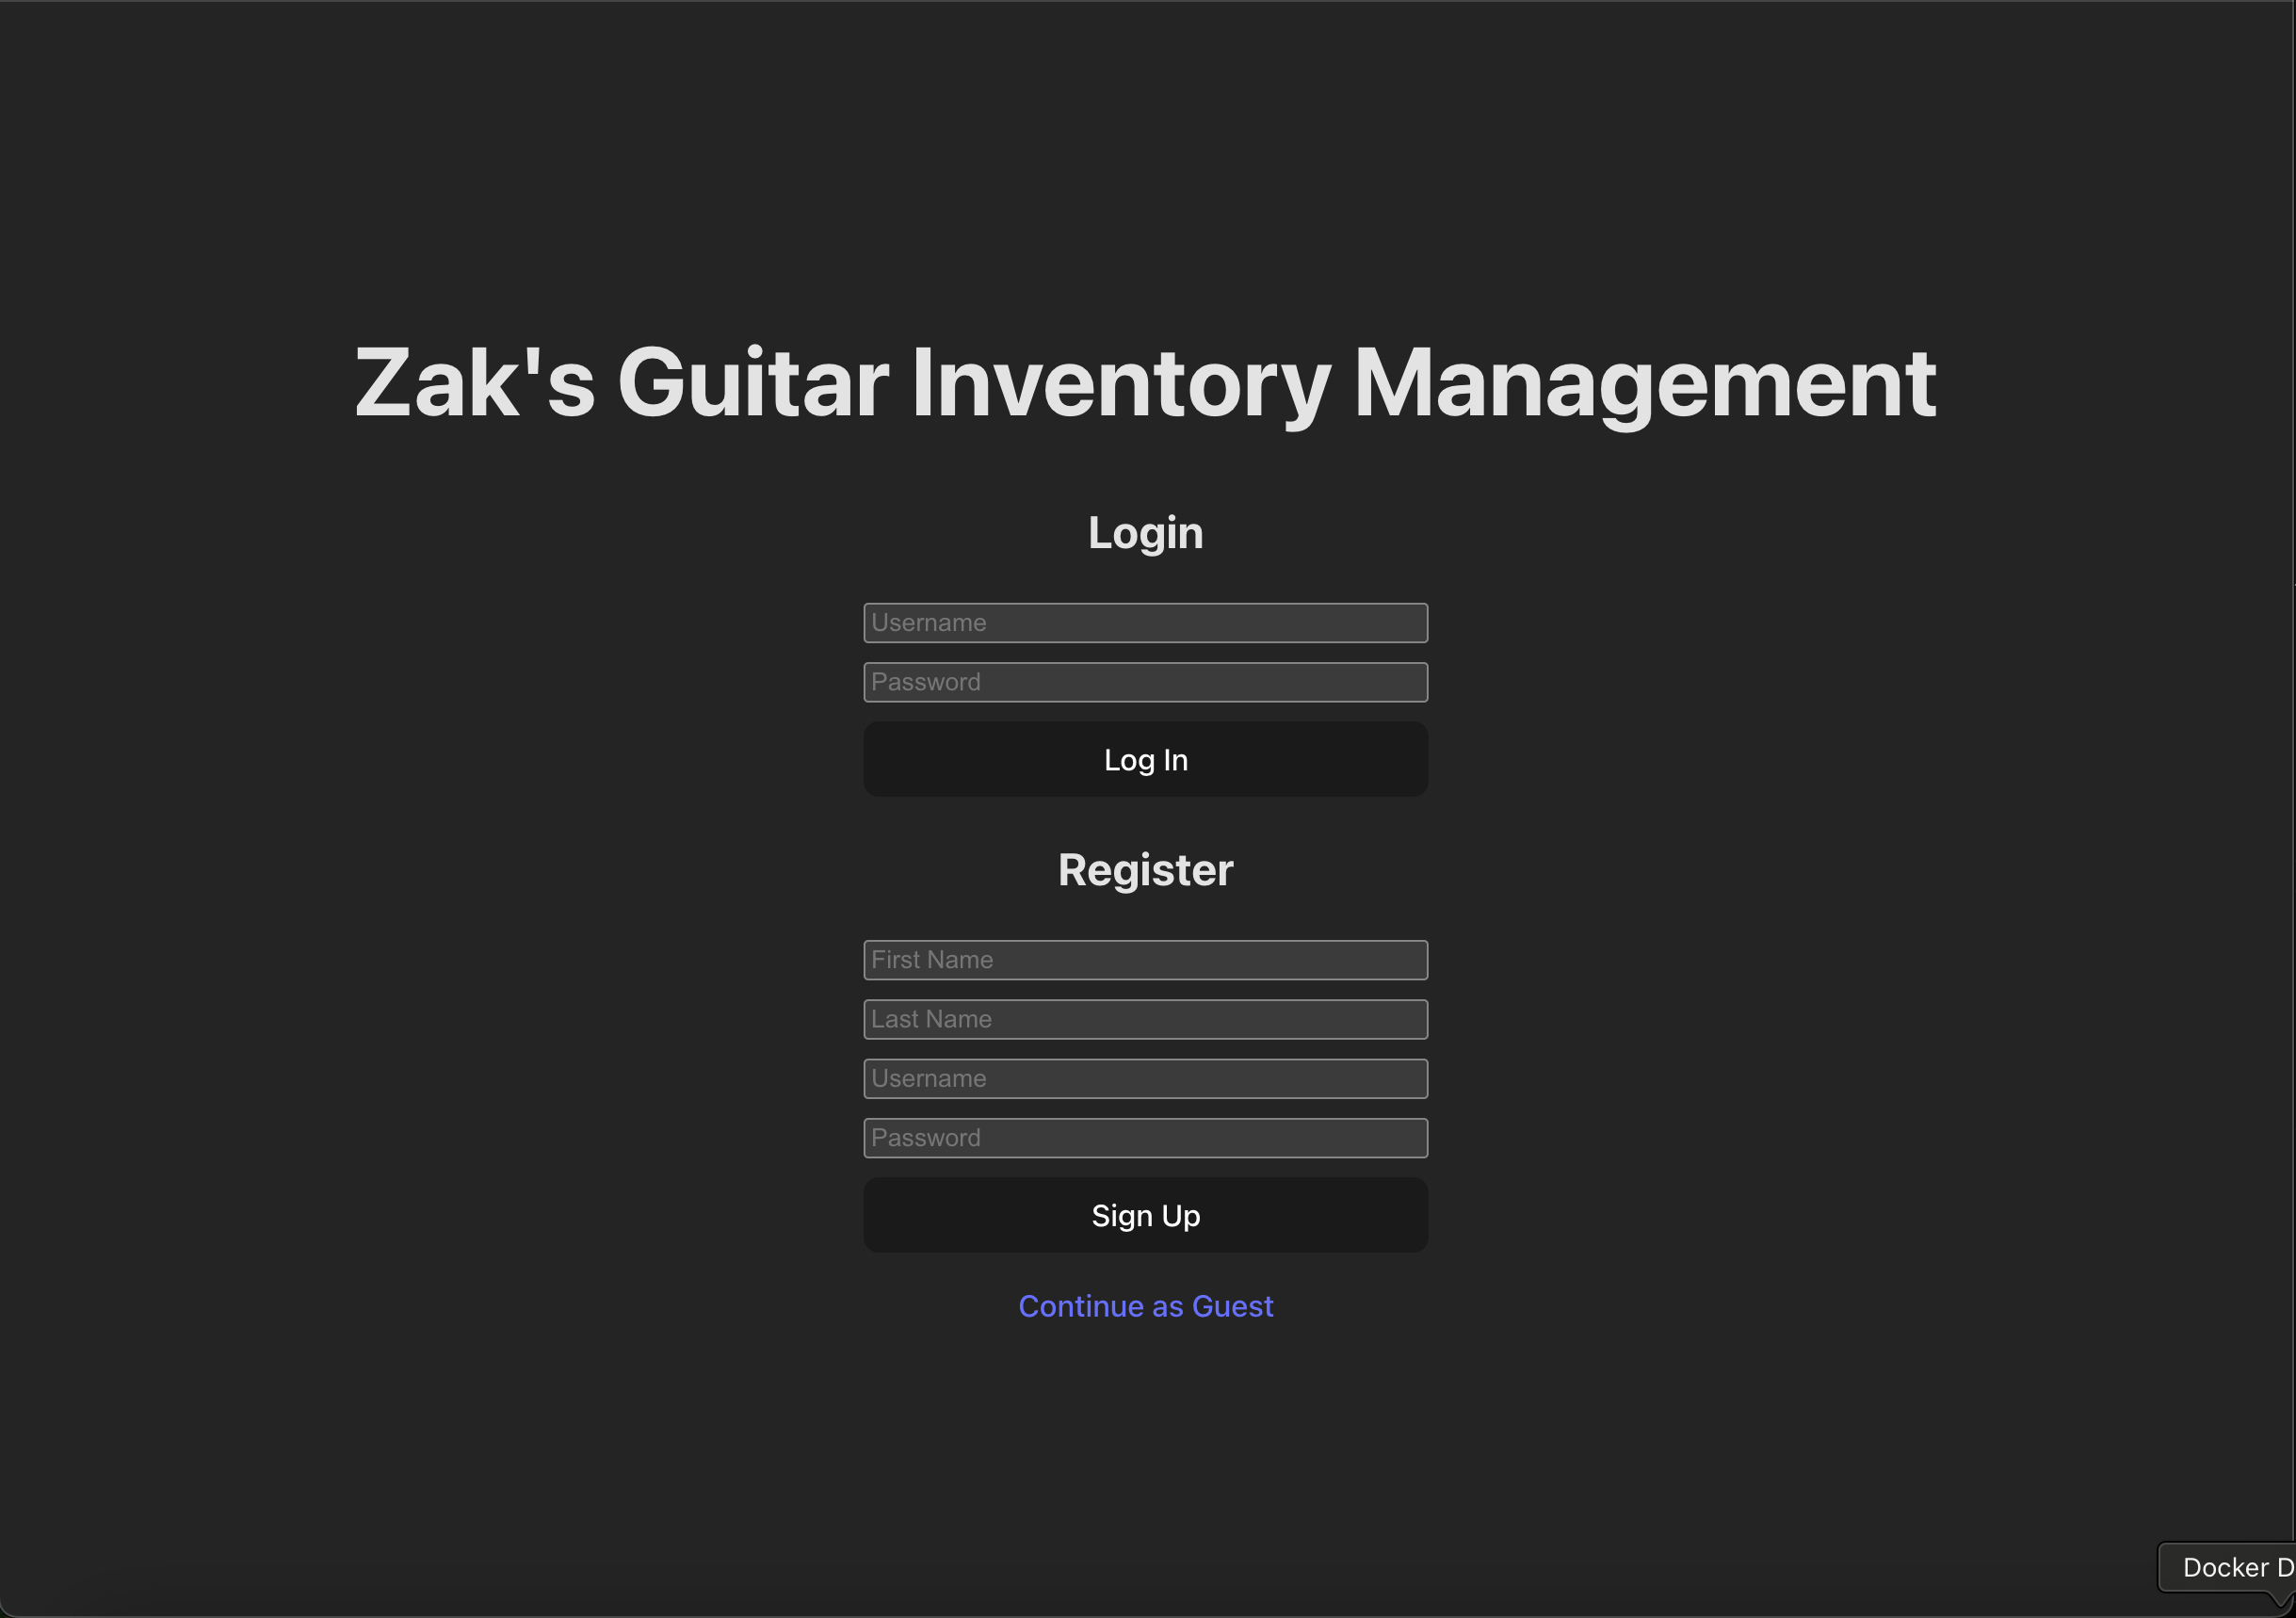 Zak's Guitar Inventory Management
Login
Username
Password
Log In
Register
First Name
Last Name
Username
Password
Sign Up
Continue as Guest
Docker D